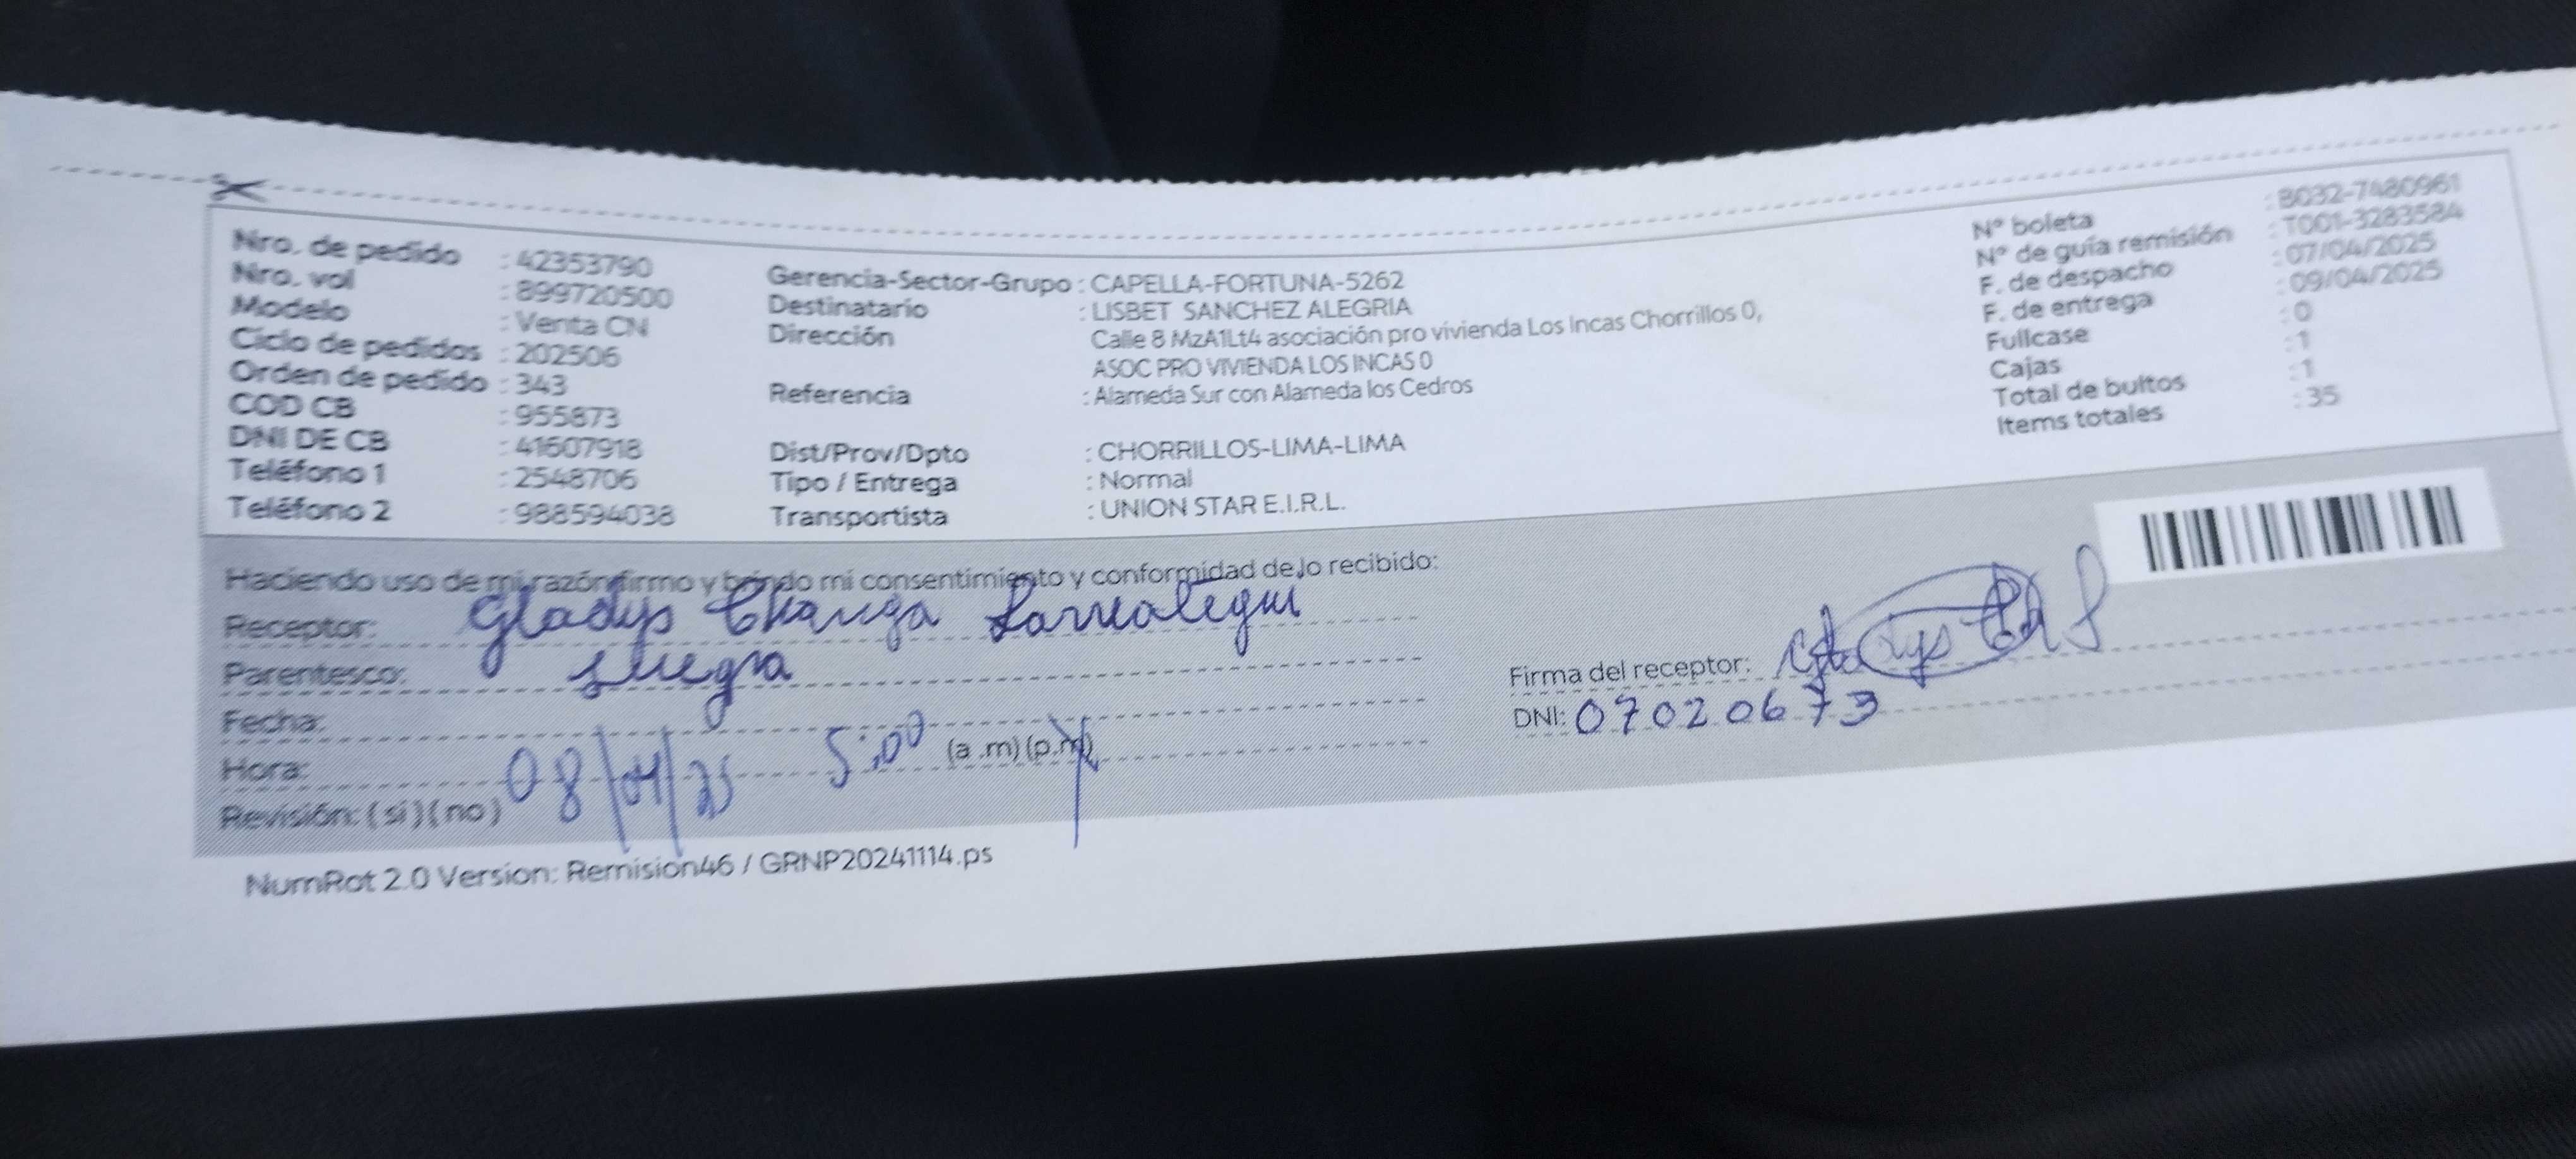 Nro. de pedido : 42353790
Nro. vol : 899720500
Modelo : Venta CN
Ciclo de pedidos : 202506
Orden de pedido : 343
COD CB : 955873
DNI DE CB : 41607918
Teléfono 1 : 2548706
Teléfono 2 : 988594038
Gerencia-Sector-Grupo : CAPELLA-FORTUNA-5262
Destinatario : LISBET SANCHEZ ALEGRIA
Dirección Calle 8 MzA1Lt4 asociación pro vivienda Los Incas Chorrillos 0,
ASOC PRO VIVIENDA LOS INCAS 0
Referencia : Alameda Sur con Alameda los Cedros
Dist/Prov/Dpto : CHORRILLOS-LIMA-LIMA
Tipo / Entrega : Normal
Transportista : UNION STAR E.I.R.L.
N° boleta : B032-7480961
N° de guía remisión : T001-3283584
F. de despacho : 07/04/2025
F. de entrega : 09/04/2025
Fullcase : 0
Cajas : 1
Total de bultos : 1
Items totales : 35
Haciendo uso de mi razón firmo y brindo mi consentimiento y conformidad de lo recibido:
Receptor: Gladys Changa
Parentesco: suegra
Fecha:
Hora: 08/04/25 5:00 (a .m) (p.m)
Revisión: ( si ) ( no )
Firma del receptor: Gladys
DNI: 07020673
NumRot 2.0 Version: Remision46 / GRNP20241114.ps